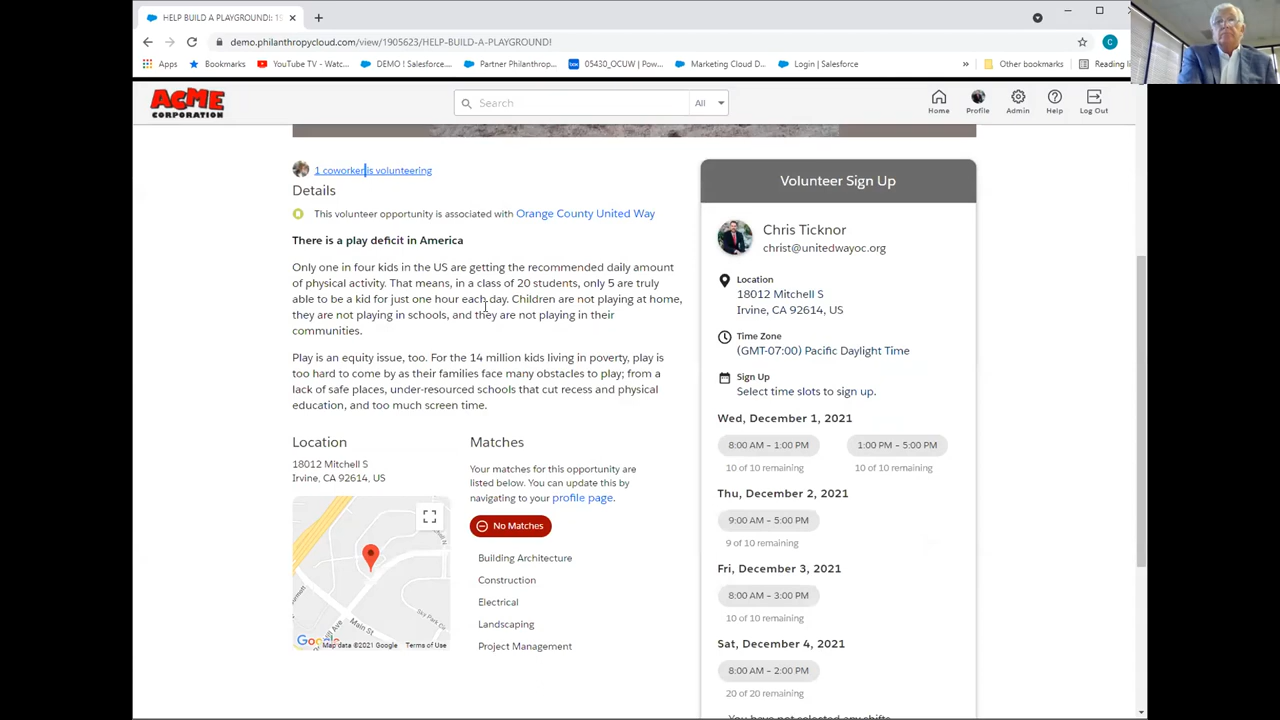 HELP BUILD A PLAYGROUND!: 19
demo.philanthropycloud.com/view/1905623/HELP-BUILD-A-PLAYGROUND!
C
Apps
Bookmarks
YouTube TV - Watc...
DEMO ! Salesforce....
Partner Philanthrop...
box
05430_OCUW | Pow...
Marketing Cloud D...
Login | Salesforce
»
Other bookmarks
Reading
ACME
CORPORATION
Search
All
Home
Profile
Admin
Help
Log Out
1 coworker is volunteering
Details
This volunteer opportunity is associated with Orange County United Way
There is a play deficit in America
Only one in four kids in the US are getting the recommended daily amount
of physical activity. That means, in a class of 20 students, only 5 are truly
able to be a kid for just one hour each day. Children are not playing at home,
they are not playing in schools, and they are not playing in their
communities.
Play is an equity issue, too. For the 14 million kids living in poverty, play is
too hard to come by as their families face many obstacles to play; from a
lack of safe places, under-resourced schools that cut recess and physical
education, and too much screen time.
Location
18012 Mitchell S
Irvine, CA 92614, US
Main St
Sky Park Cir
Google
Map data ©2021 Google
Terms of Use
Matches
Your matches for this opportunity are
listed below. You can update this by
navigating to your profile page.
No Matches
Building Architecture
Construction
Electrical
Landscaping
Project Management
Volunteer Sign Up
Chris Ticknor
christ@unitedwayoc.org
Location
18012 Mitchell S
Irvine, CA 92614, US
Time Zone
(GMT-07:00) Pacific Daylight Time
Sign Up
Select time slots to sign up.
Wed, December 1, 2021
8:00 AM – 1:00 PM
1:00 PM – 5:00 PM
10 of 10 remaining
10 of 10 remaining
Thu, December 2, 2021
9:00 AM – 5:00 PM
9 of 10 remaining
Fri, December 3, 2021
8:00 AM – 3:00 PM
10 of 10 remaining
Sat, December 4, 2021
8:00 AM – 2:00 PM
20 of 20 remaining
You have not selected any shifts